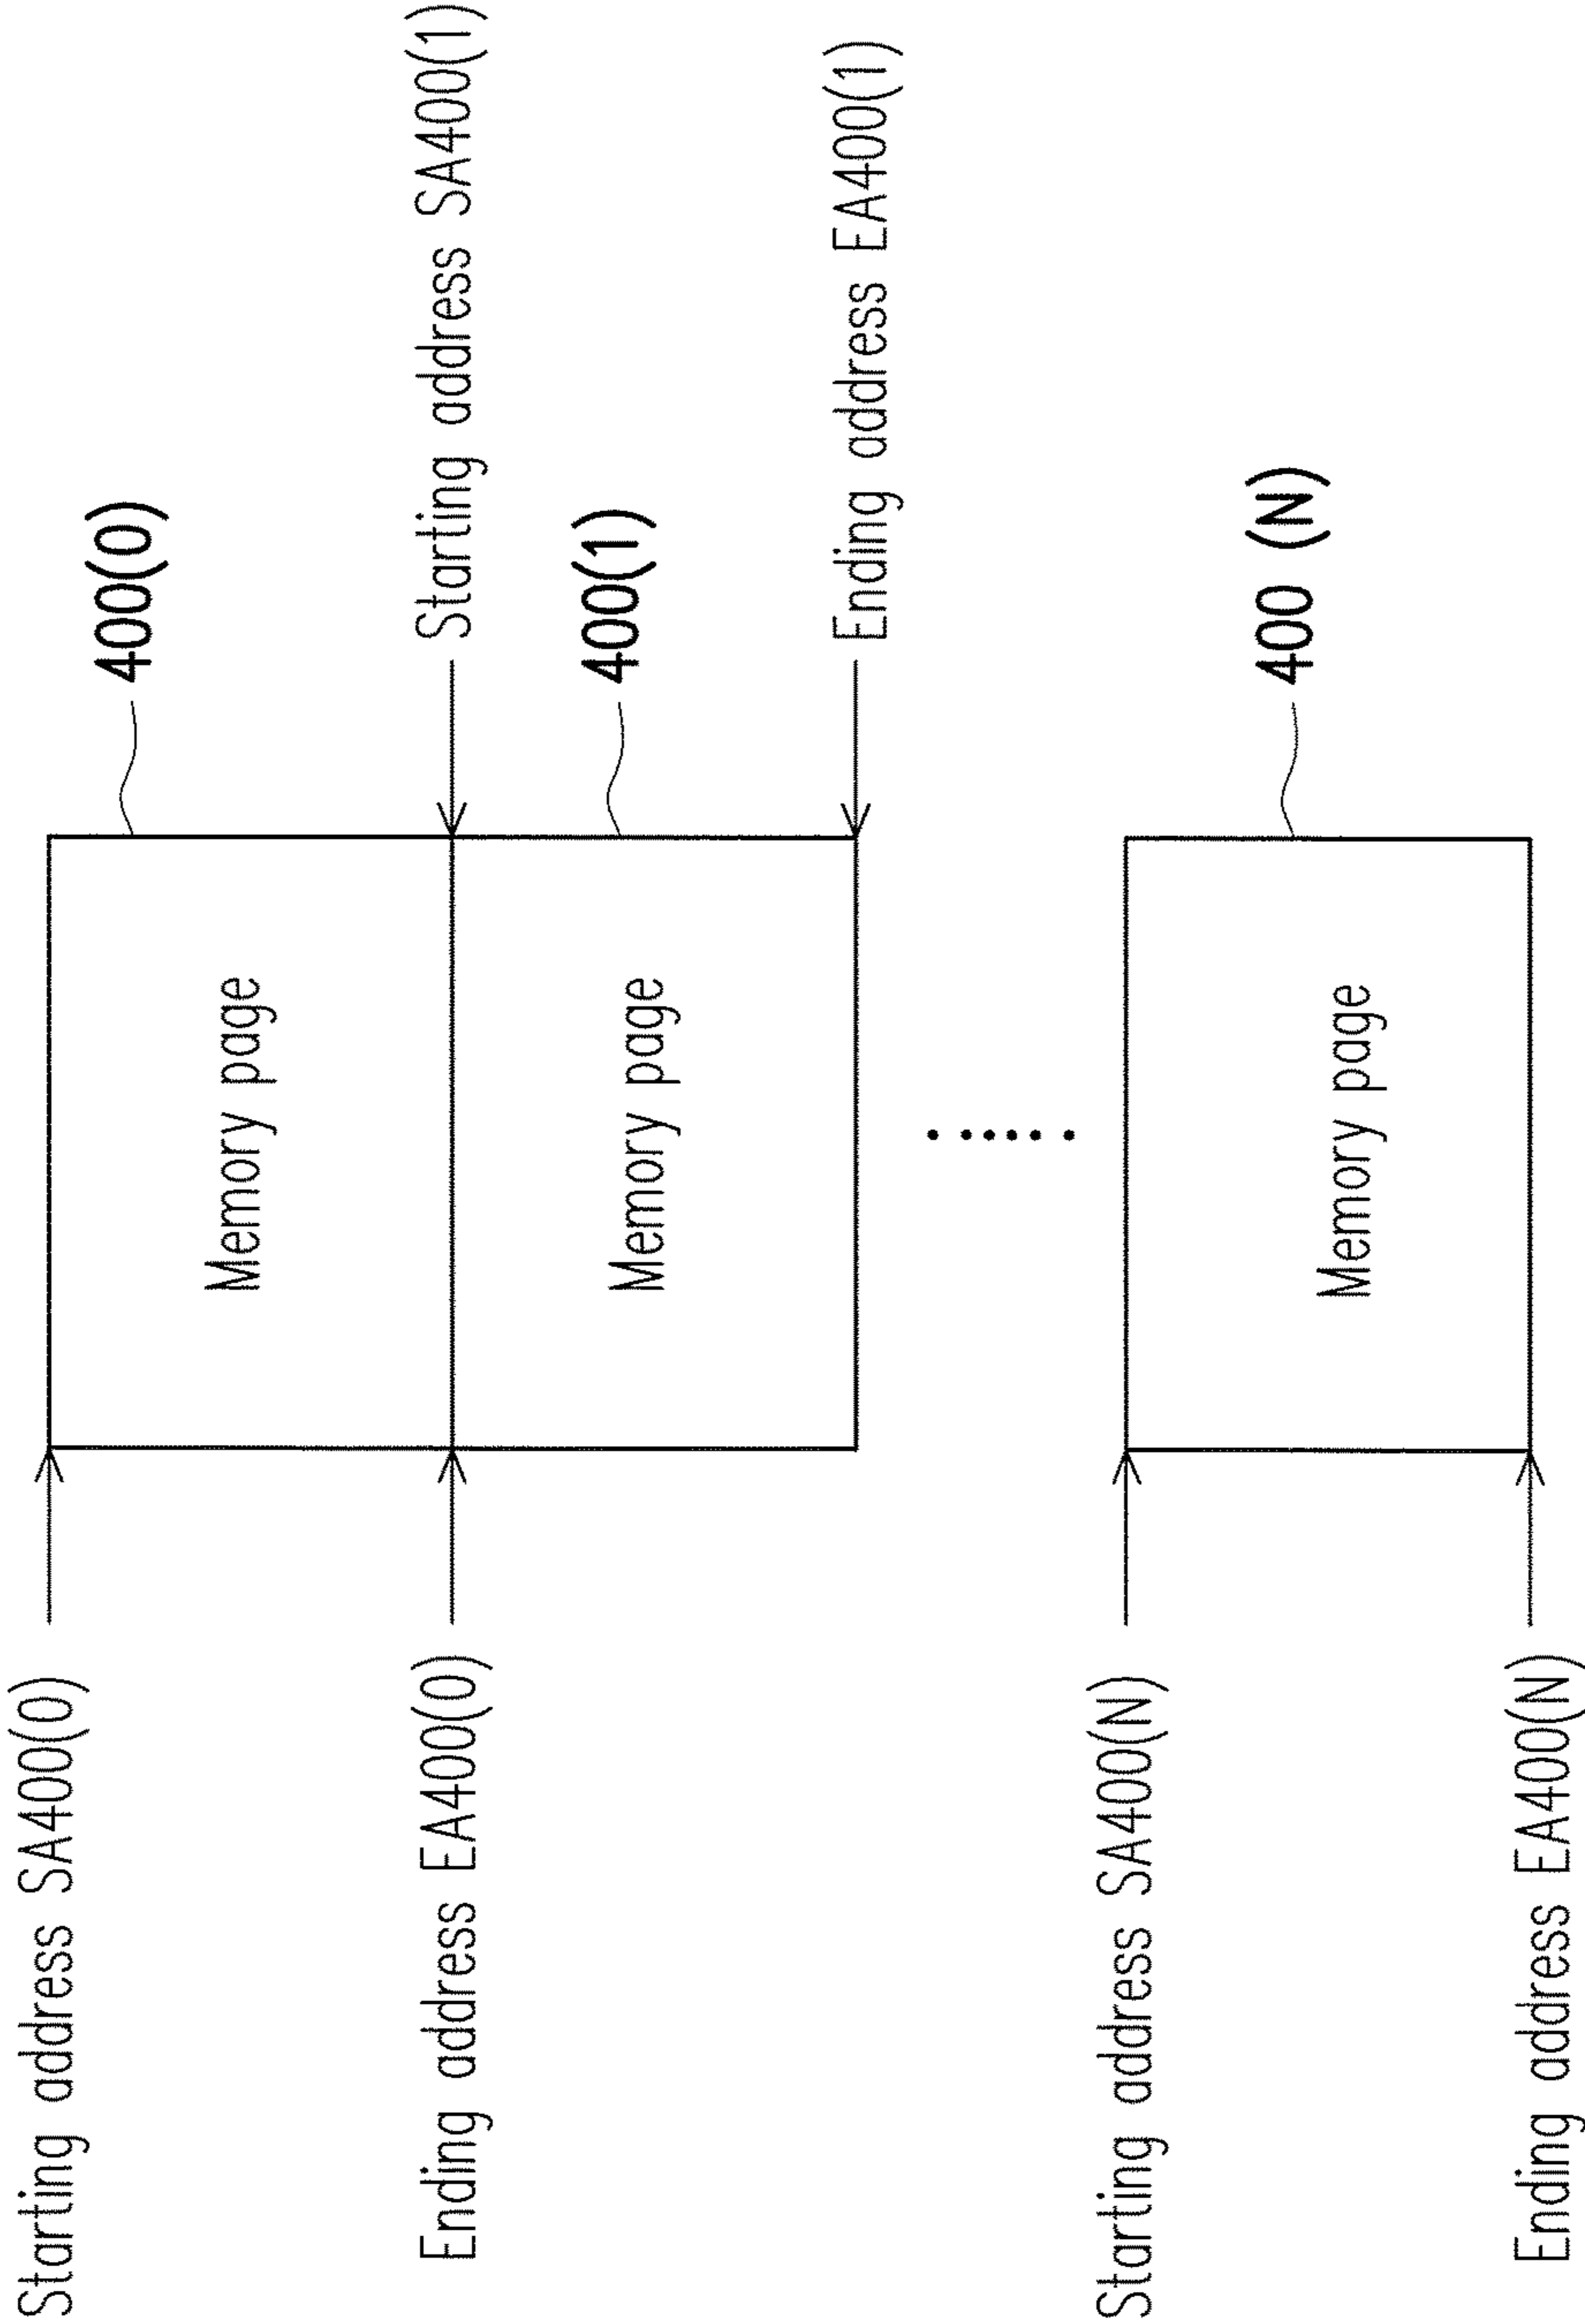 Starting address SA400(0)
Memory page
400(0)
Ending address EA400(0)
Starting address SA400(1)
Memory page
400(1)
Ending address EA400(1)
Starting address SA400(N)
Memory page
400 (N)
Ending address EA400(N)